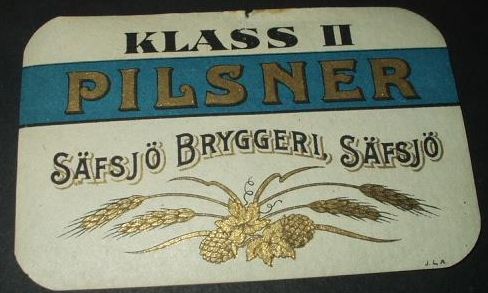 KLASS II
PILSNER
SÄFSJÖ BRYGGERI, SÄFSJÖ
J.L.A.